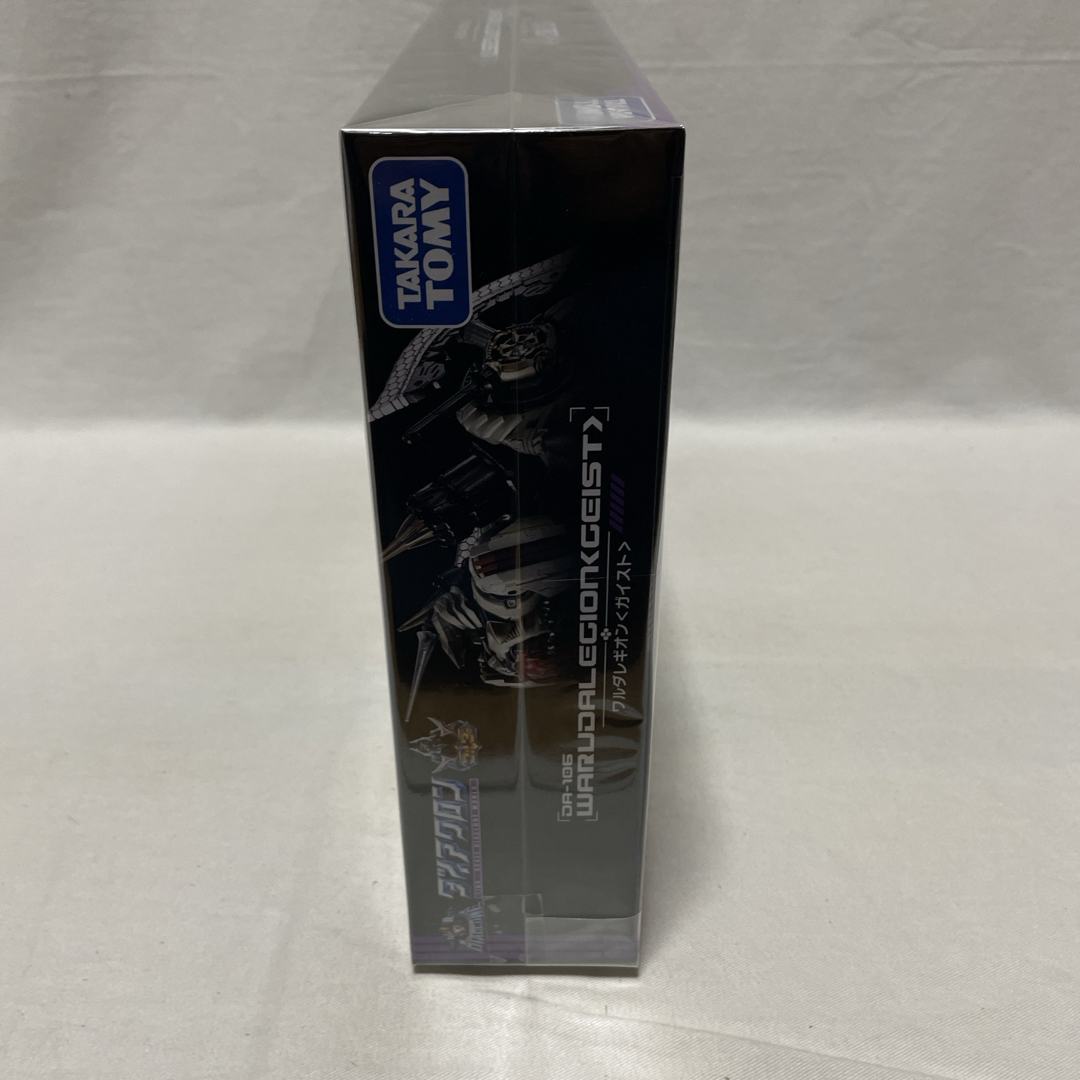 TAKARA
TOMY
DA-106
WARUDALEGION<GEIST>
ワルダレギオン<ガイスト>
ダイアクロン
DIACLONE